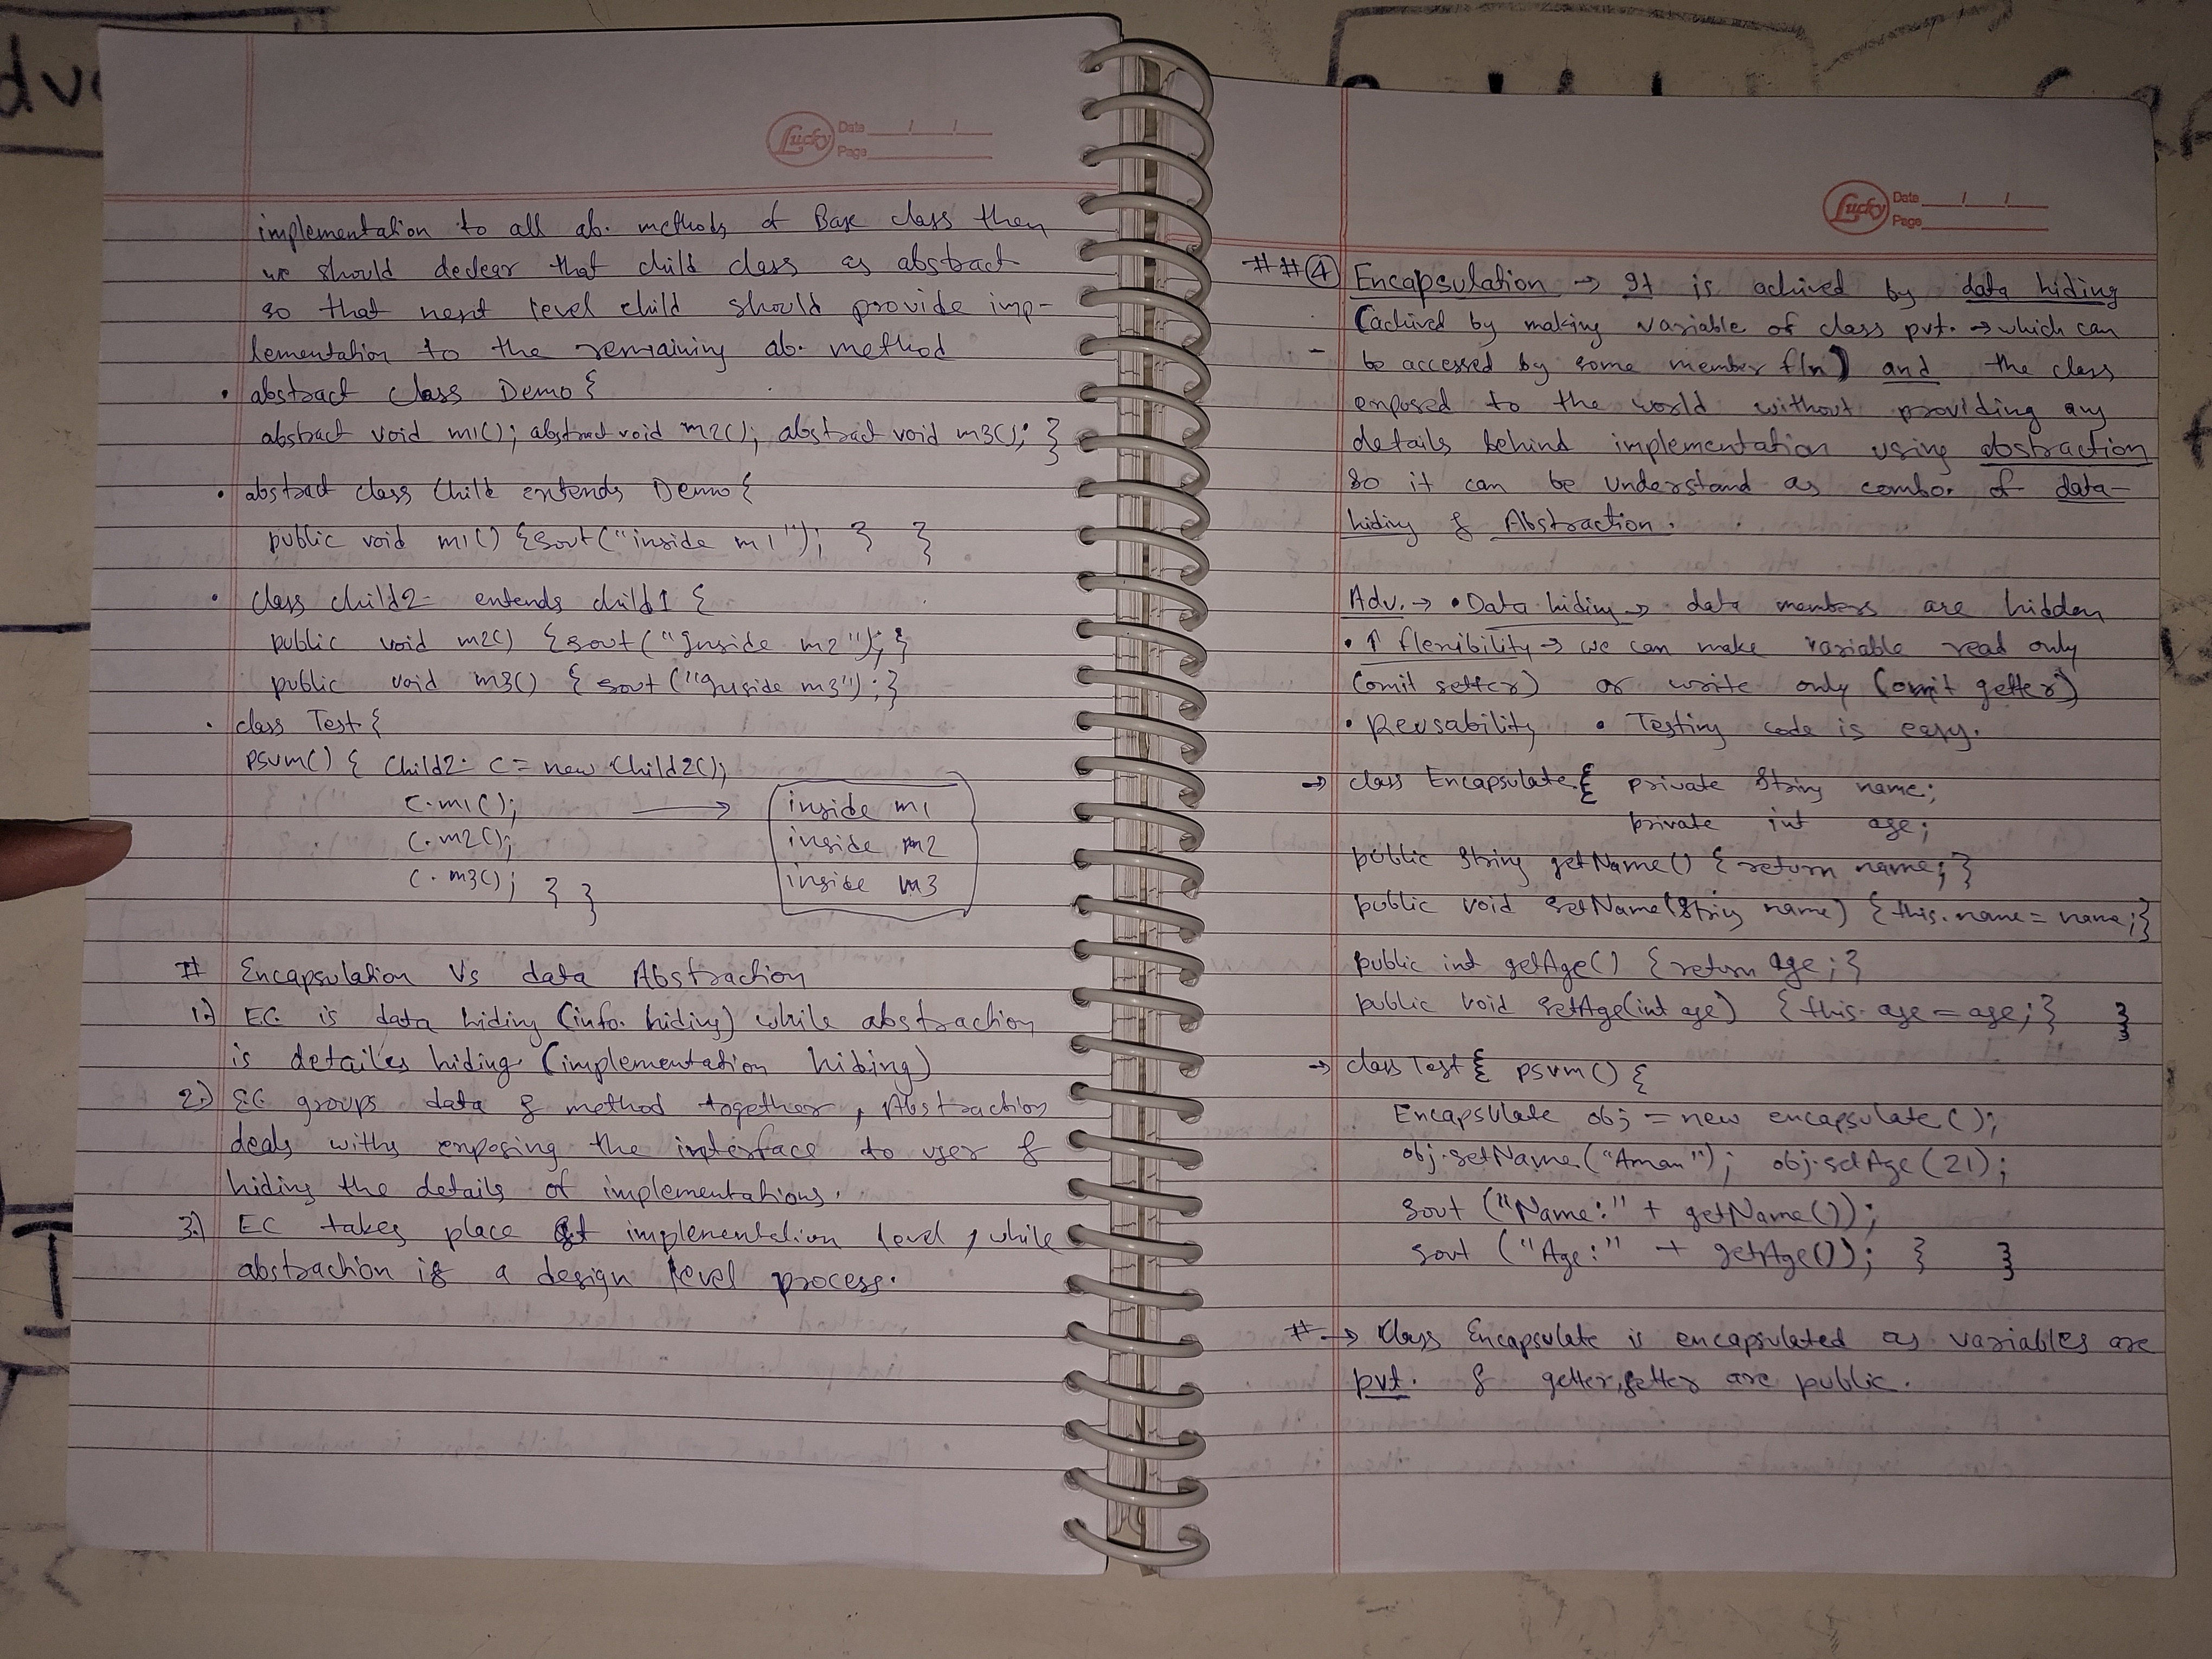 Lucky Date / / Page
implementation to all ab. methods of Base class then
we should declear that child class as abstract
so that next level child should provide imp-
lementation to the remaining ab. method
• abstract class Demo {
abstract void m1(); abstract void m2(); abstract void m3(); }
• abstract class Child extends Demo {
public void m1() {sout("inside m1"); } }
• class child2 extends child1 {
public void m2() {sout("Inside m2"); }
public void m3() { sout ("Inside m3"); }
• class Test {
psvm() { Child2 c = new Child2();
c.m1(); → inside m1
c.m2(); inside m2
c.m3(); } } inside m3
# Encapsulation Vs data Abstraction
1.) EC is data hiding (info. hiding) while abstraction
is detailes hiding (implementation hiding)
2.) EC groups data & method together, Abstraction
deals withs exposing the interface to user &
hiding the details of implementations.
3.) EC takes place at implementation level, while
abstraction is a design level process.
Lucky Date / / Page
## ④ Encapsulation → It is achived by data hiding
(achived by making variable of class pvt. → which can
be accessed by some member f(n)) and the class
exposed to the world without providing any
details behind implementation using abstraction
so it can be understand as combo. of data-
hiding & Abstraction.
Adv. → • Data hiding → data members are hidden
• ↑ flexibility → we can make variable read only
(omit setter) or write only (omit getter)
• Reusability • Testing code is easy.
→ class Encapsulate { private String name;
private int age;
public String getName() { return name; }
public void setName(String name) { this.name = name; }
public int getAge() { return age; }
public void setAge(int age) { this.age = age; } }
→ class Test { psvm() {
Encapsulate obj = new encapsulate();
obj.setName("Aman"); obj.setAge(21);
sout ("Name:" + getName());
sout ("Age:" + getAge()); } }
# → Class Encapsulate is encapsulated as variables are
pvt. & getter, setter are public.